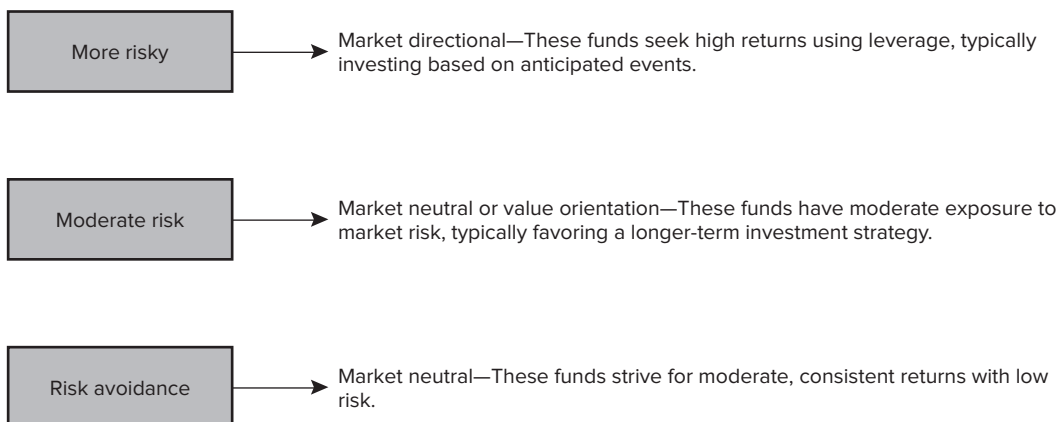 More risky
Market directional—These funds seek high returns using leverage, typically
investing based on anticipated events.
Moderate risk
Market neutral or value orientation—These funds have moderate exposure to
market risk, typically favoring a longer-term investment strategy.
Risk avoidance
Market neutral—These funds strive for moderate, consistent returns with low
risk.